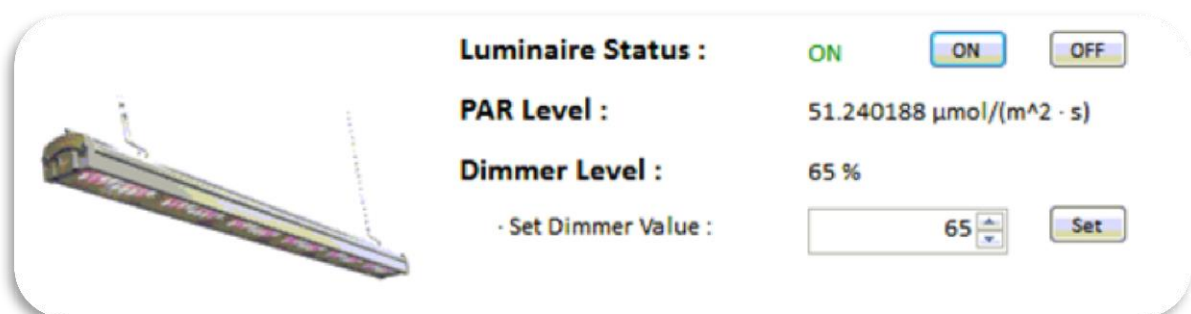 Luminaire Status : ON ON OFF
PAR Level : 51.240188 µmol/(m^2 · s)
Dimmer Level : 65 %
· Set Dimmer Value : 65 Set